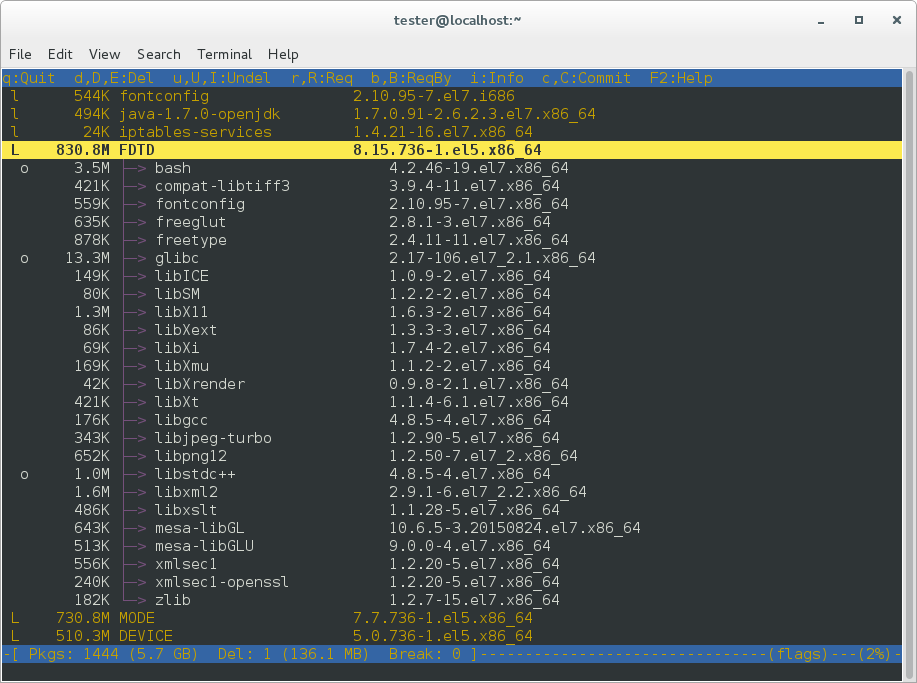 tester@localhost:~
File Edit View Search Terminal Help
q:Quit d,D,E:Del u,U,I:Undel r,R:Req b,B:ReqBy i:Info c,C:Commit F2:Help
l 544K fontconfig 2.10.95-7.el7.i686
l 494K java-1.7.0-openjdk 1.7.0.91-2.6.2.3.el7.x86_64
l 24K iptables-services 1.4.21-16.el7.x86_64
L 830.8M FDTD 8.15.736-1.el5.x86_64
o 3.5M ├─> bash 4.2.46-19.el7.x86_64
421K ├─> compat-libtiff3 3.9.4-11.el7.x86_64
559K ├─> fontconfig 2.10.95-7.el7.x86_64
635K ├─> freeglut 2.8.1-3.el7.x86_64
878K ├─> freetype 2.4.11-11.el7.x86_64
o 13.3M ├─> glibc 2.17-106.el7_2.1.x86_64
149K ├─> libICE 1.0.9-2.el7.x86_64
80K ├─> libSM 1.2.2-2.el7.x86_64
1.3M ├─> libX11 1.6.3-2.el7.x86_64
86K ├─> libXext 1.3.3-3.el7.x86_64
69K ├─> libXi 1.7.4-2.el7.x86_64
169K ├─> libXmu 1.1.2-2.el7.x86_64
42K ├─> libXrender 0.9.8-2.1.el7.x86_64
421K ├─> libXt 1.1.4-6.1.el7.x86_64
176K ├─> libgcc 4.8.5-4.el7.x86_64
343K ├─> libjpeg-turbo 1.2.90-5.el7.x86_64
652K ├─> libpng12 1.2.50-7.el7_2.x86_64
o 1.0M ├─> libstdc++ 4.8.5-4.el7.x86_64
1.6M ├─> libxml2 2.9.1-6.el7_2.2.x86_64
486K ├─> libxslt 1.1.28-5.el7.x86_64
643K ├─> mesa-libGL 10.6.5-3.20150824.el7.x86_64
513K ├─> mesa-libGLU 9.0.0-4.el7.x86_64
556K ├─> xmlsec1 1.2.20-5.el7.x86_64
240K ├─> xmlsec1-openssl 1.2.20-5.el7.x86_64
182K └─> zlib 1.2.7-15.el7.x86_64
L 730.8M MODE 7.7.736-1.el5.x86_64
L 510.3M DEVICE 5.0.736-1.el5.x86_64
-[ Pkgs: 1444 (5.7 GB) Del: 1 (136.1 MB) Break: 0 ]--------------------------------(flags)---(2%)-